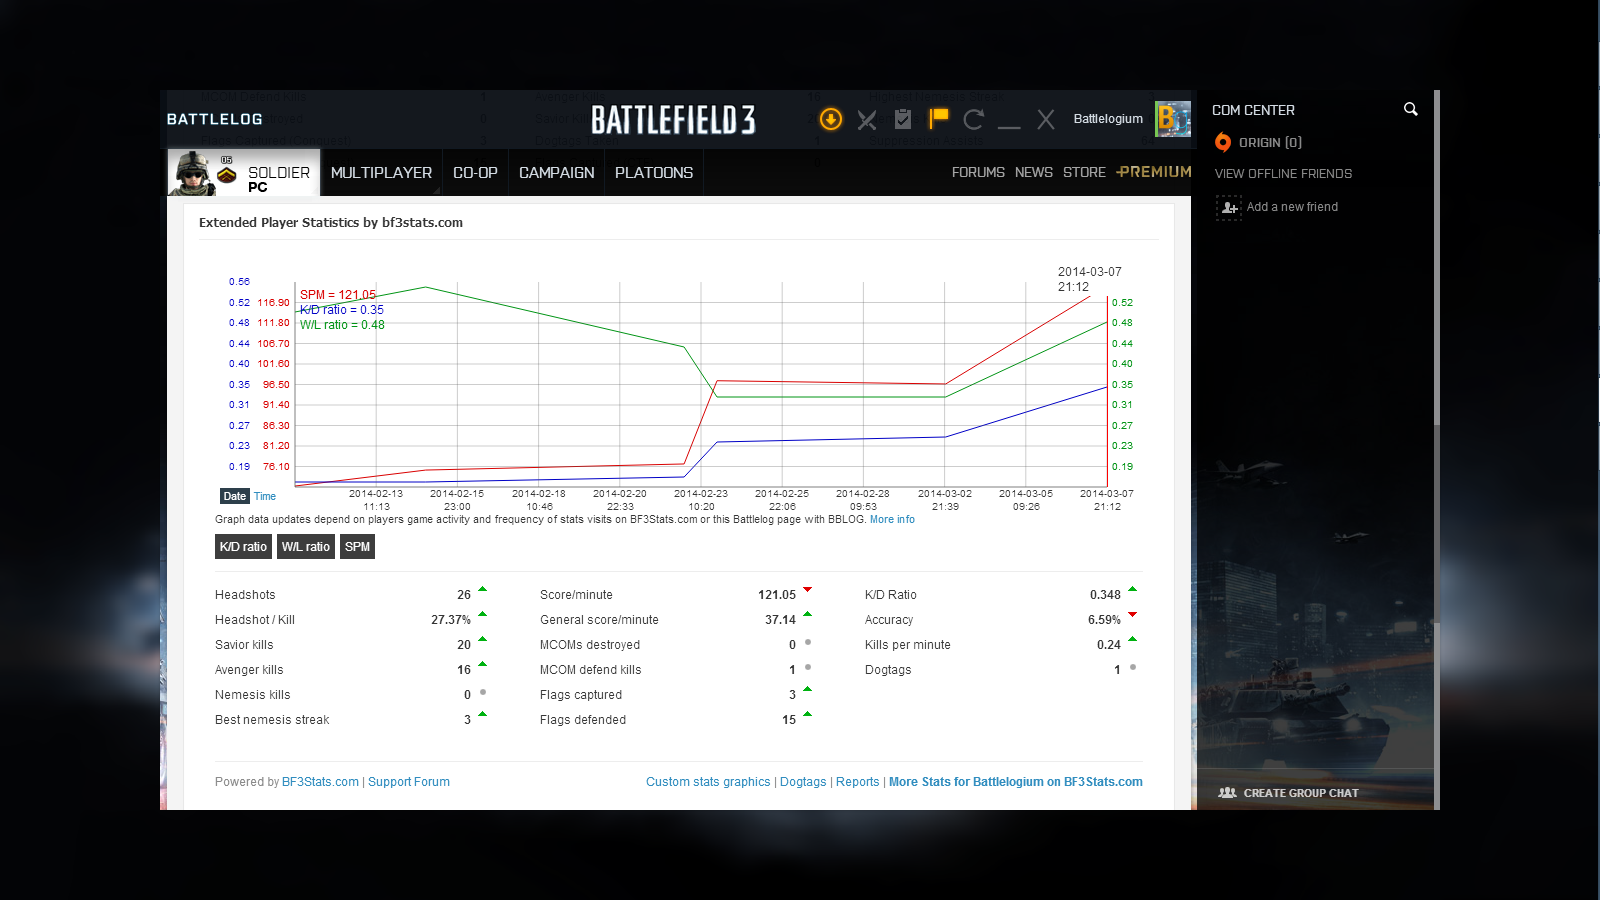 BATTLELOG
BATTLEFIELD 3
Battlelogium
05
SOLDIER
PC
MULTIPLAYER
CO-OP
CAMPAIGN
PLATOONS
FORUMS
NEWS
STORE
PREMIUM
COM CENTER
ORIGIN [0]
VIEW OFFLINE FRIENDS
Add a new friend
Extended Player Statistics by bf3stats.com
2014-03-07
21:12
SPM = 121.05
K/D ratio = 0.35
W/L ratio = 0.48
0.56
0.52 116.90 0.52
0.48 111.80 0.48
0.44 106.70 0.44
0.40 101.60 0.40
0.35 96.50 0.35
0.31 91.40 0.31
0.27 86.30 0.27
0.23 81.20 0.23
0.19 76.10 0.19
Date Time
2014-02-13 2014-02-15 2014-02-18 2014-02-20 2014-02-23 2014-02-25 2014-02-28 2014-03-02 2014-03-05 2014-03-07
11:13 23:00 10:46 22:33 10:20 22:06 09:53 21:39 09:26 21:12
Graph data updates depend on players game activity and frequency of stats visits on BF3Stats.com or this Battlelog page with BBLOG. More info
K/D ratio W/L ratio SPM
Headshots 26
Headshot / Kill 27.37%
Savior kills 20
Avenger kills 16
Nemesis kills 0
Best nemesis streak 3
Score/minute 121.05
General score/minute 37.14
MCOMs destroyed 0
MCOM defend kills 1
Flags captured 3
Flags defended 15
K/D Ratio 0.348
Accuracy 6.59%
Kills per minute 0.24
Dogtags 1
Powered by BF3Stats.com | Support Forum
Custom stats graphics | Dogtags | Reports | More Stats for Battlelogium on BF3Stats.com
CREATE GROUP CHAT